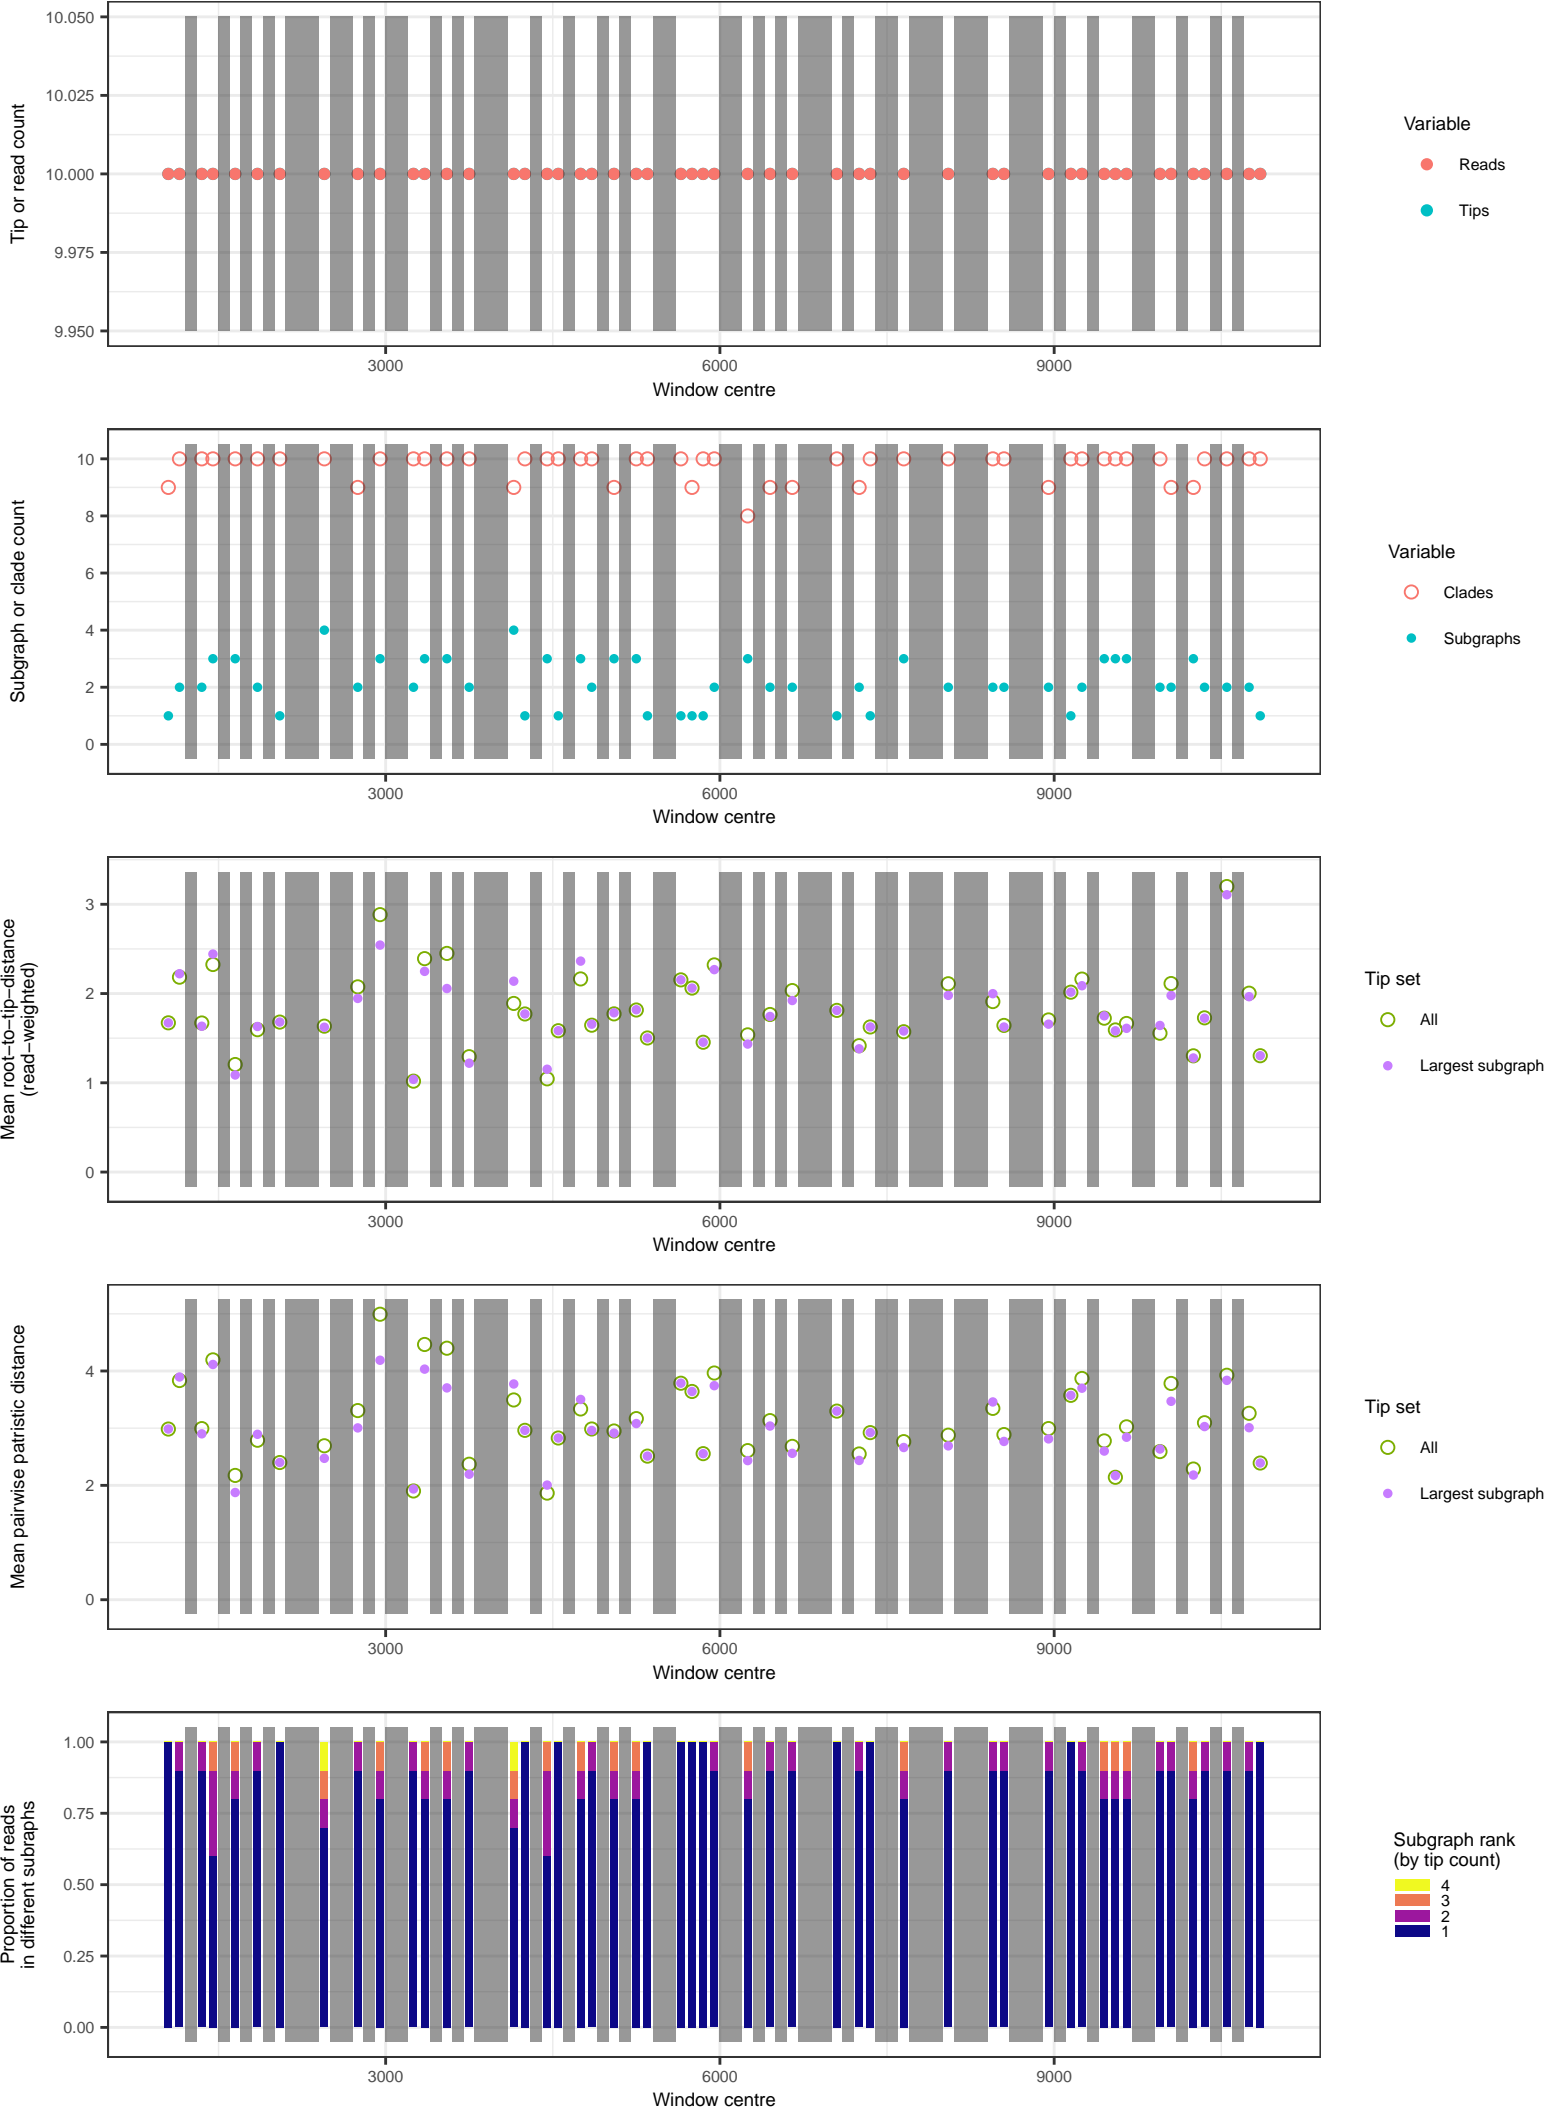 10.050
10.025
10.000
9.975
9.950
Tip or read count
3000
6000
9000
Window centre
Variable
Reads
Tips
10
8
6
4
2
0
Subgraph or clade count
3000
6000
9000
Window centre
Variable
Clades
Subgraphs
3
2
1
0
Mean root−to−tip−distance
(read−weighted)
3000
6000
9000
Window centre
Tip set
All
Largest subgraph
4
2
0
Mean pairwise patristic distance
3000
6000
9000
Window centre
Tip set
All
Largest subgraph
1.00
0.75
0.50
0.25
0.00
Proportion of reads
in different subraphs
3000
6000
9000
Window centre
Subgraph rank
(by tip count)
4
3
2
1